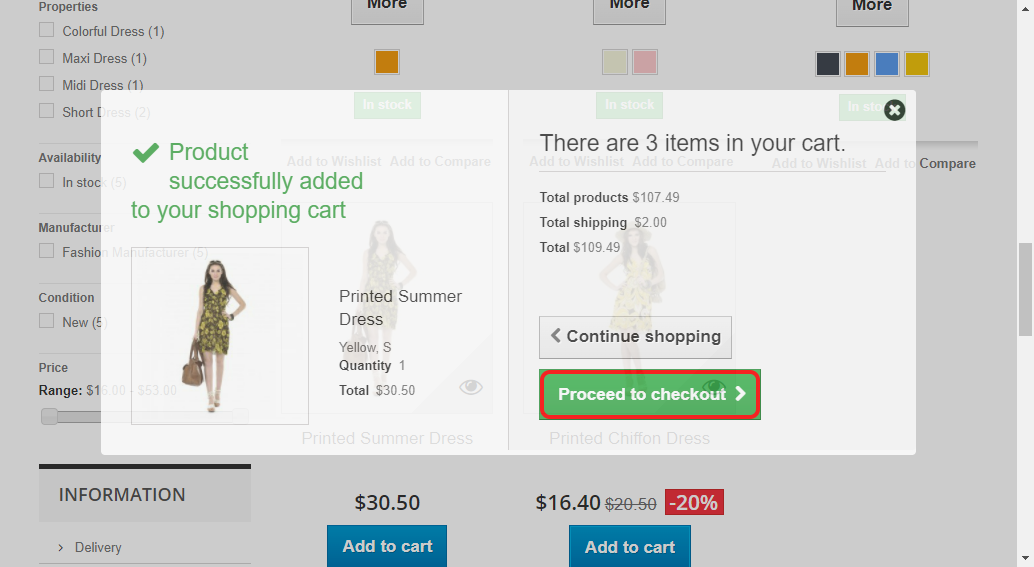 Properties
Colorful Dress (1)
Maxi Dress (1)
Midi Dress (1)
Short Dress (2)
Availability
In stock (5)
Manufacturer
Fashion Manufacturer (5)
Condition
New (5
Price
Range: $16.00 - $53.00
INFORMATION
Delivery
More
More
More
In stock
In stock
In sto
Add to Wishlist Add to Compare
Add to Wishlist Add to Compare
Add to Wishlist Add to Compare
Product
successfully added
to your shopping cart
Printed Summer
Dress
Yellow, S
Quantity 1
Total $30.50
There are 3 items in your cart.
Total products $107.49
Total shipping $2.00
Total $109.49
Continue shopping
Proceed to checkout
Printed Summer Dress
Printed Chiffon Dress
$30.50
$16.40 $20.50 -20%
Add to cart
Add to cart